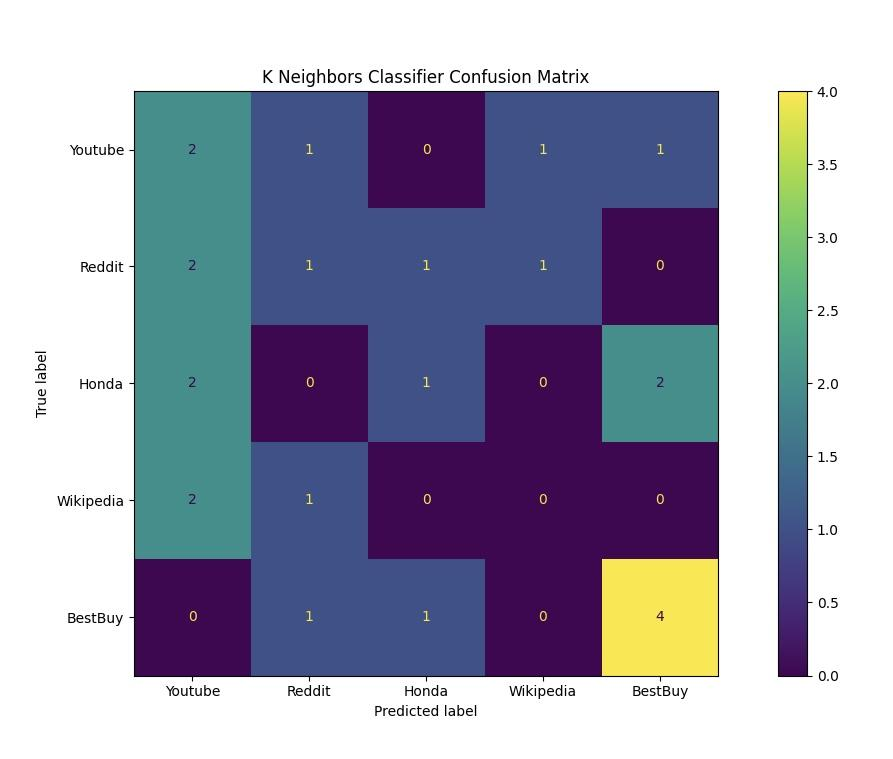 K Neighbors Classifier Confusion Matrix
Youtube 2 1 0 1 1
Reddit 2 1 1 1 0
Honda 2 0 1 0 2
Wikipedia 2 1 0 0 0
BestBuy 0 1 1 0 4
Youtube Reddit Honda Wikipedia BestBuy
Predicted label
True label
4.0
3.5
3.0
2.5
2.0
1.5
1.0
0.5
0.0